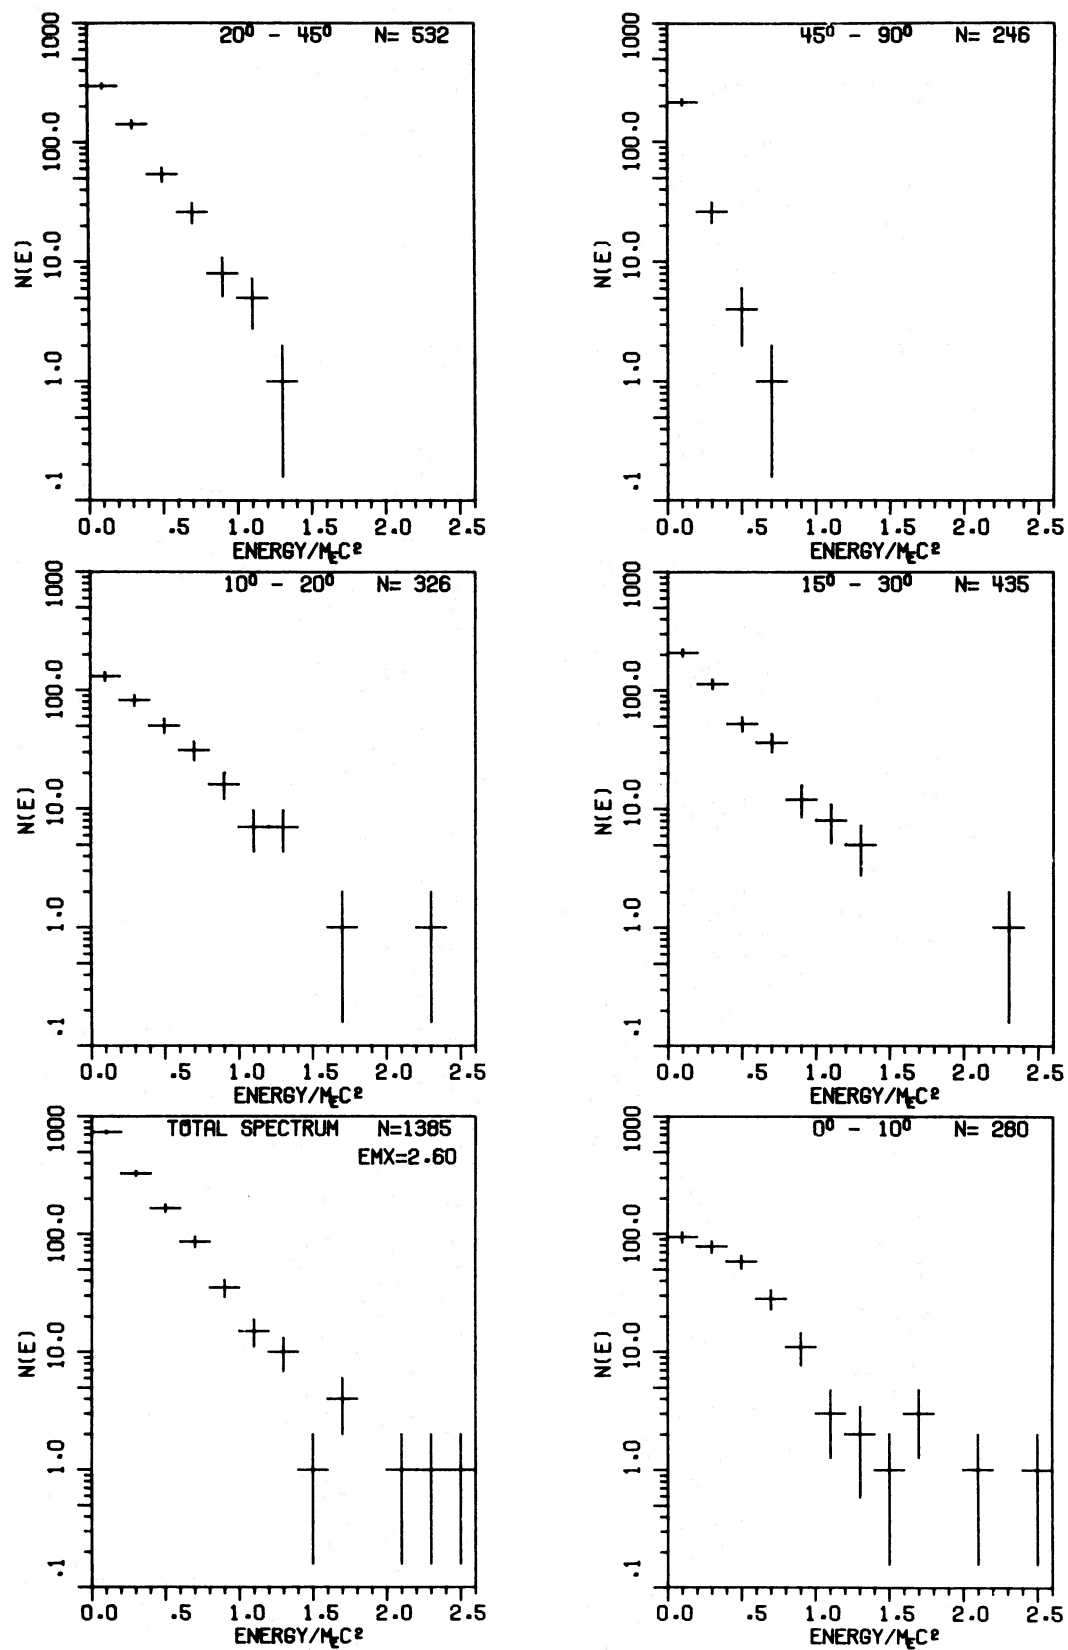 20⁰ - 45⁰ N= 532
1000
100.0
10.0
1.0
.1
N(E)
0.0 .5 1.0 1.5 2.0 2.5
ENERGY/MEC²
45⁰ - 90⁰ N= 246
1000
100.0
10.0
1.0
.1
N(E)
0.0 .5 1.0 1.5 2.0 2.5
ENERGY/MEC²
10⁰ - 20⁰ N= 326
1000
100.0
10.0
1.0
.1
N(E)
0.0 .5 1.0 1.5 2.0 2.5
ENERGY/MEC²
15⁰ - 30⁰ N= 435
1000
100.0
10.0
1.0
.1
N(E)
0.0 .5 1.0 1.5 2.0 2.5
ENERGY/MEC²
TOTAL SPECTRUM N=1385
EMX=2.60
1000
100.0
10.0
1.0
.1
N(E)
0.0 .5 1.0 1.5 2.0 2.5
ENERGY/MEC²
0⁰ - 10⁰ N= 280
1000
100.0
10.0
1.0
.1
N(E)
0.0 .5 1.0 1.5 2.0 2.5
ENERGY/MEC²